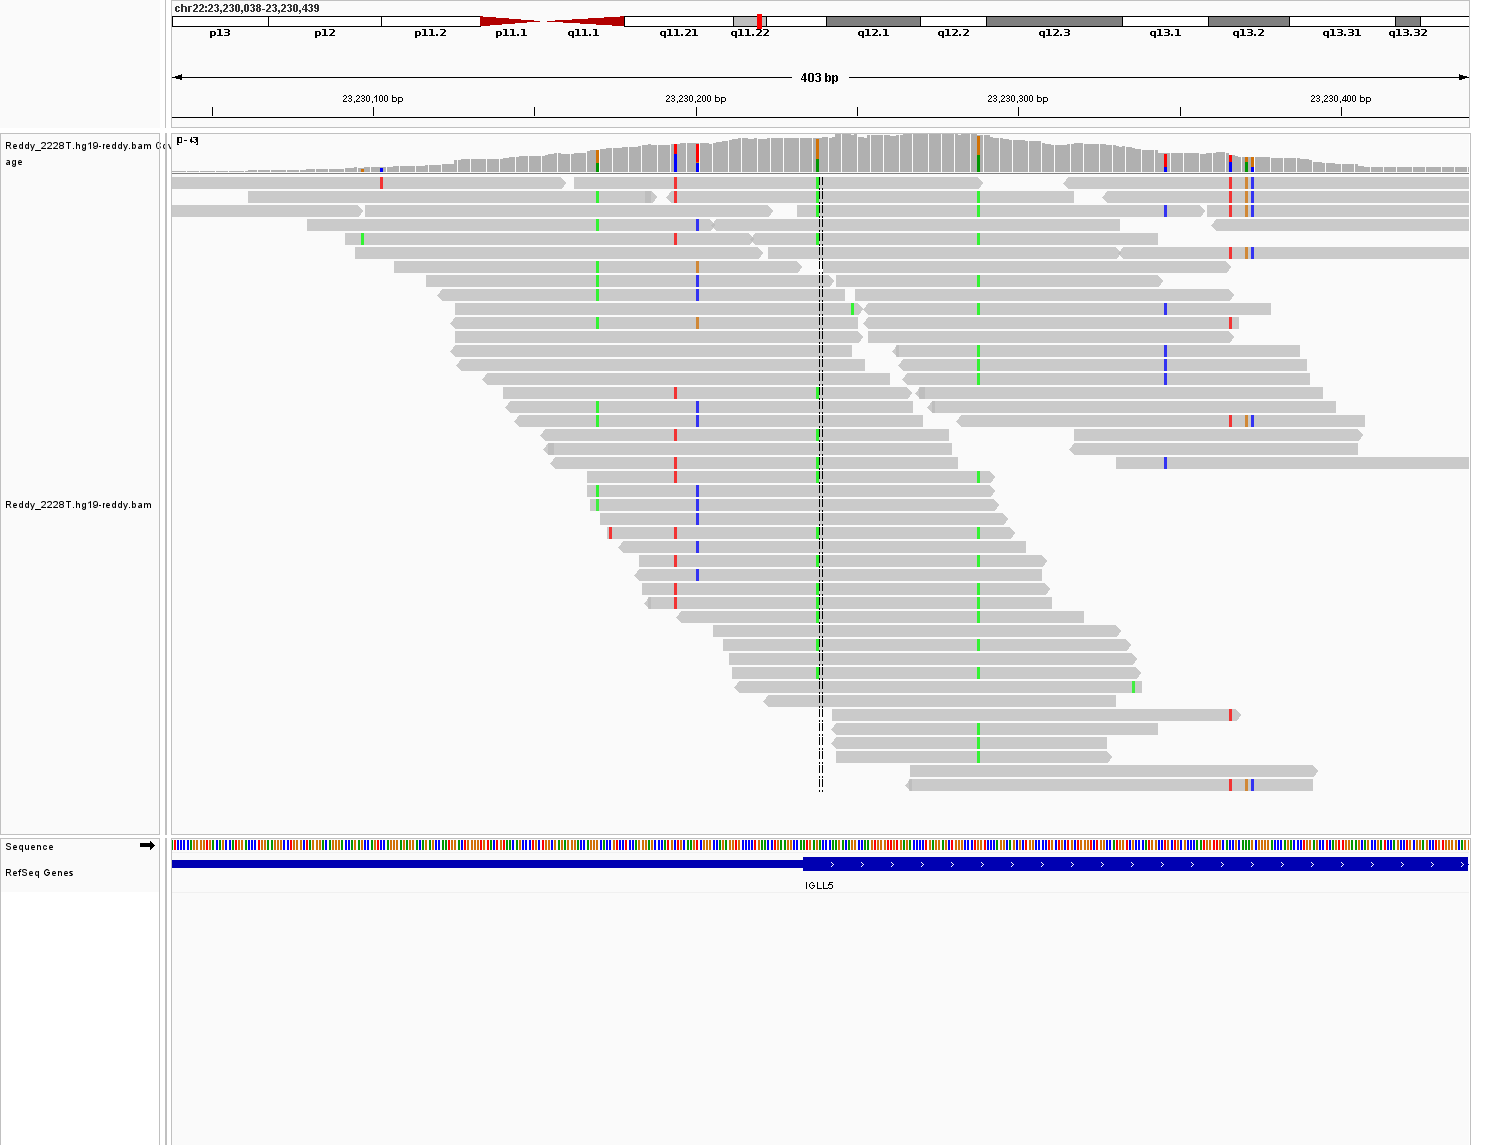 chr22:23,230,038-23,230,439
p13 p12 p11.2 p11.1 q11.1 q11.21 q11.22 q12.1 q12.2 q12.3 q13.1 q13.2 q13.31 q13.32
403 bp
23,230,100 bp 23,230,200 bp 23,230,300 bp 23,230,400 bp
Reddy_2228T.hg19-reddy.bam Cov
age
Reddy_2228T.hg19-reddy.bam
Sequence
RefSeq Genes
IGLL5